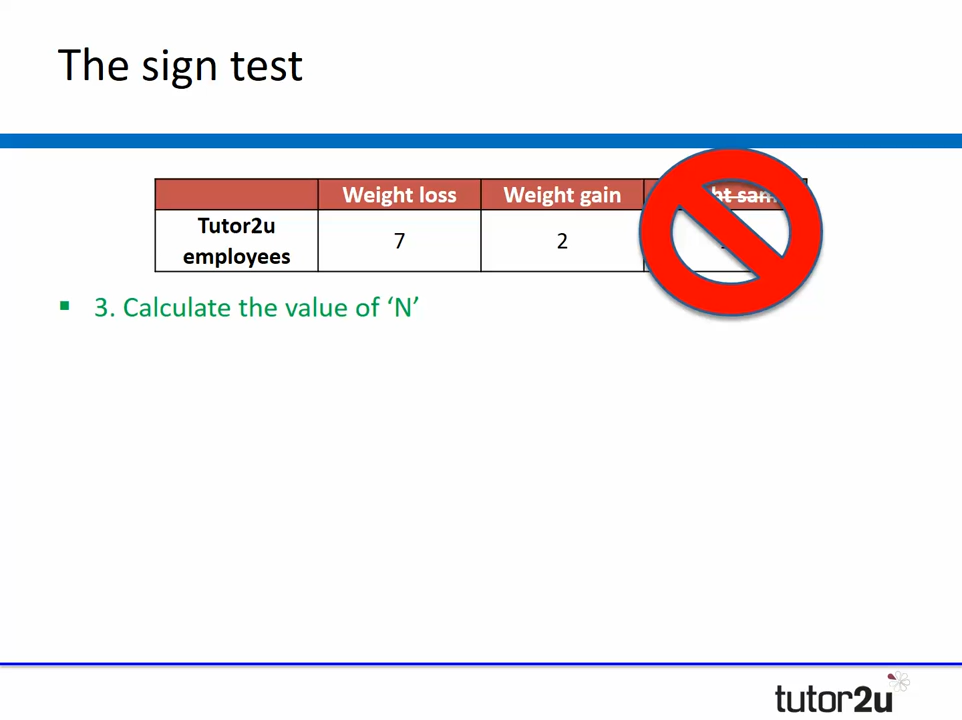 The sign test
Weight loss Weight gain
Tutor2u
employees
7 2
▪ 3. Calculate the value of ‘N’
tutor2u